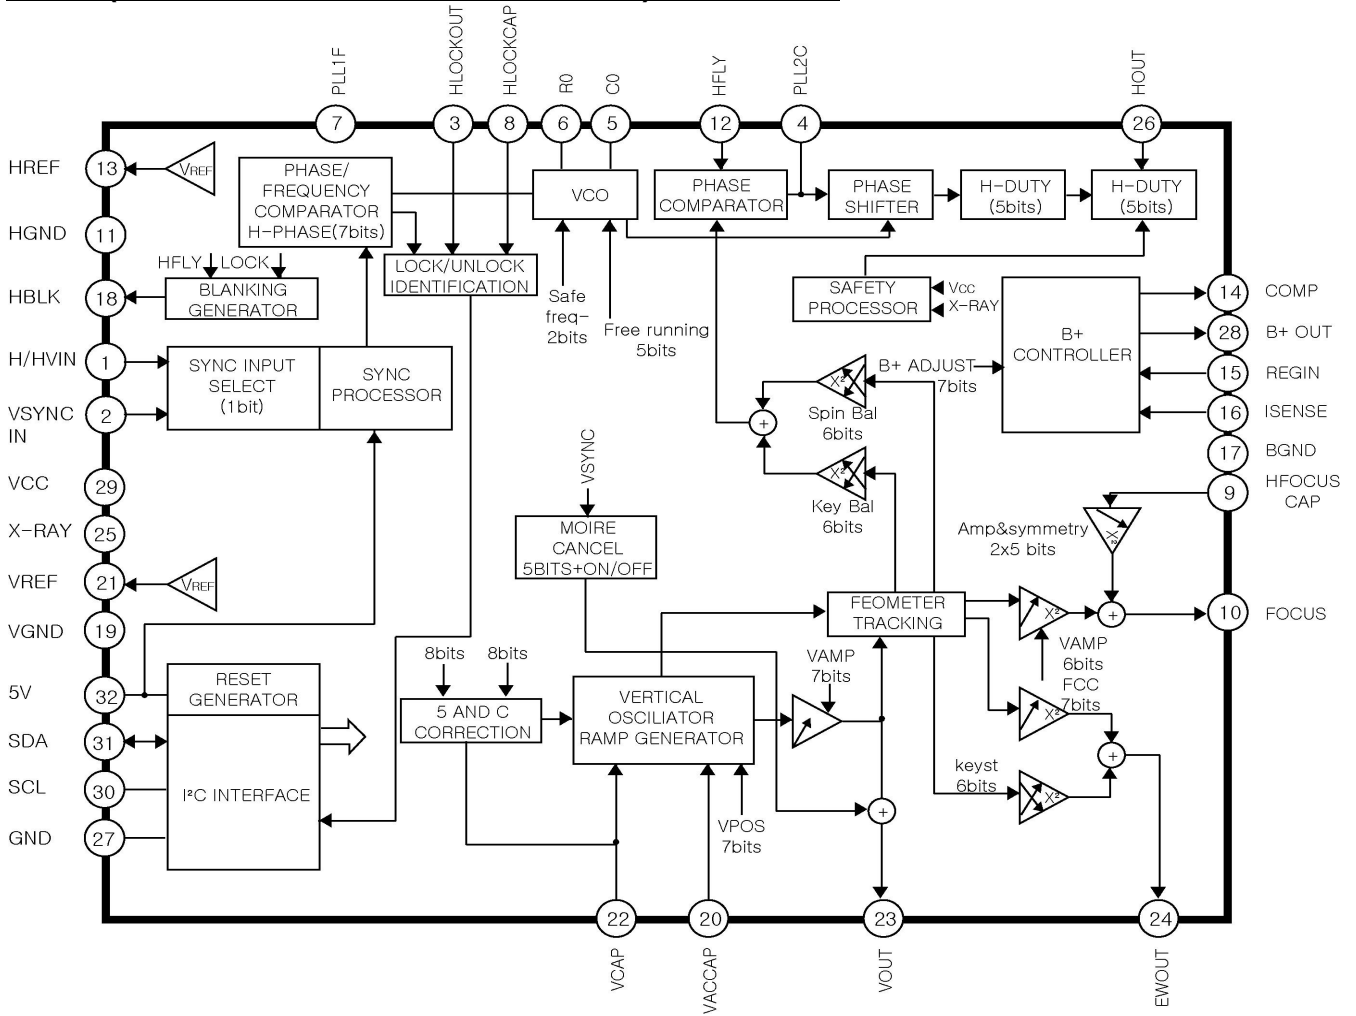 PLL1F
HLOCKOUT
HLOCKCAP
R0
C0
HFLY
PLL2C
HOUT
7
3
8
6
5
12
4
26
HREF
13
VREF
PHASE/
FREQUENCY
COMPARATOR
H-PHASE(7bits)
VCO
PHASE
COMPARATOR
PHASE
SHIFTER
H-DUTY
(5bits)
H-DUTY
(5bits)
HGND
11
HFLY
LOCK
LOCK/UNLOCK
IDENTIFICATION
HBLK
18
BLANKING
GENERATOR
Safe
freq-
2bits
Free running
5bits
SAFETY
PROCESSOR
Vcc
X-RAY
B+
CONTROLLER
14
COMP
28
B+ OUT
15
REGIN
16
ISENSE
17
BGND
9
HFOCUS
CAP
H/HVIN
1
SYNC INPUT
SELECT
(1bit)
SYNC
PROCESSOR
VSYNC
IN
2
B+ ADJUST
7bits
X²
Spin Bal
6bits
+
X²
Key Bal
6bits
VCC
29
X-RAY
25
VREF
21
VREF
VGND
19
VSYNC
MOIRE
CANCEL
5BITS+ON/OFF
Amp&symmetry
2x5 bits
X²
FEOMETER
TRACKING
X²
+
10
FOCUS
VAMP
6bits
FCC
7bits
X²
+
keyst
6bits
X²
5V
32
RESET
GENERATOR
SDA
31
SCL
30
I²C INTERFACE
GND
27
8bits
8bits
5 AND C
CORRECTION
VERTICAL
OSCILIATOR
RAMP GENERATOR
VAMP
7bits
VPOS
7bits
+
22
20
23
24
VCAP
VACCAP
VOUT
EWOUT